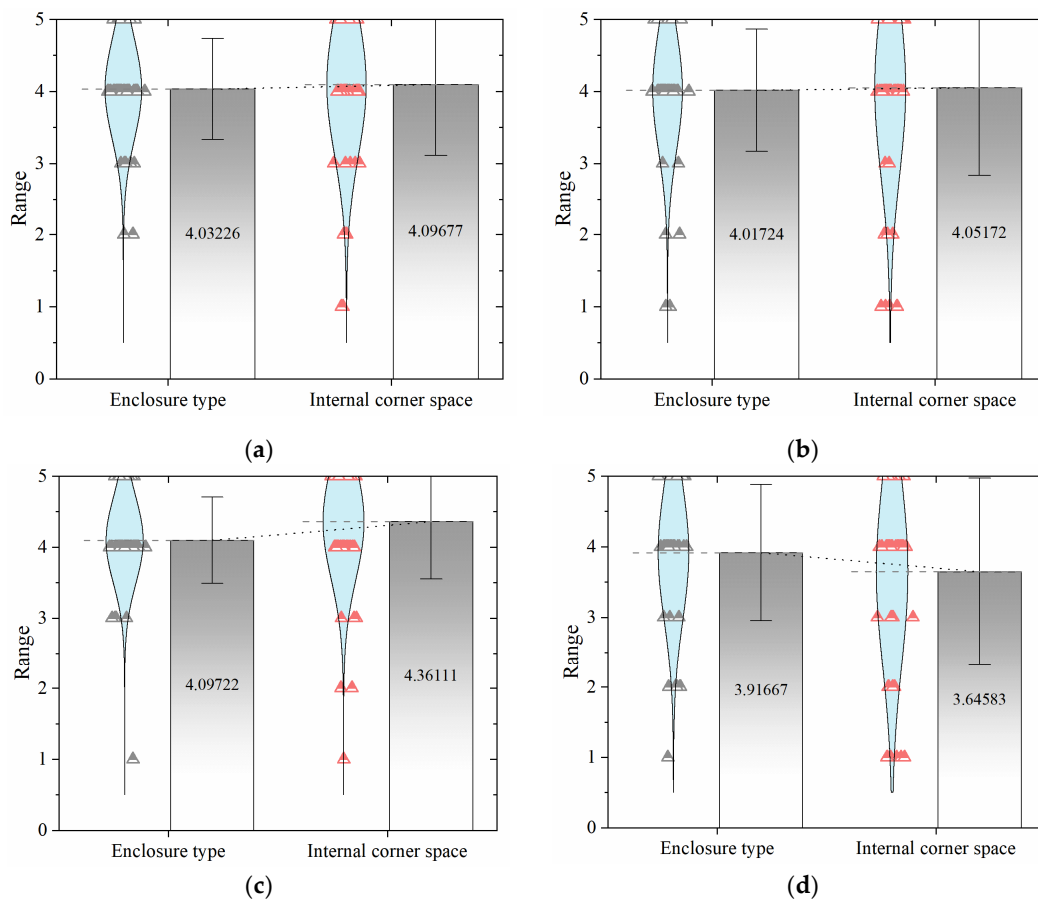 5
4
3
2
1
0
Range
4.03226
4.09677
Enclosure type
Internal corner space
(a)
5
4
3
2
1
0
Range
4.01724
4.05172
Enclosure type
Internal corner space
(b)
5
4
3
2
1
0
Range
4.09722
4.36111
Enclosure type
Internal corner space
(c)
5
4
3
2
1
0
Range
3.91667
3.64583
Enclosure type
Internal corner space
(d)